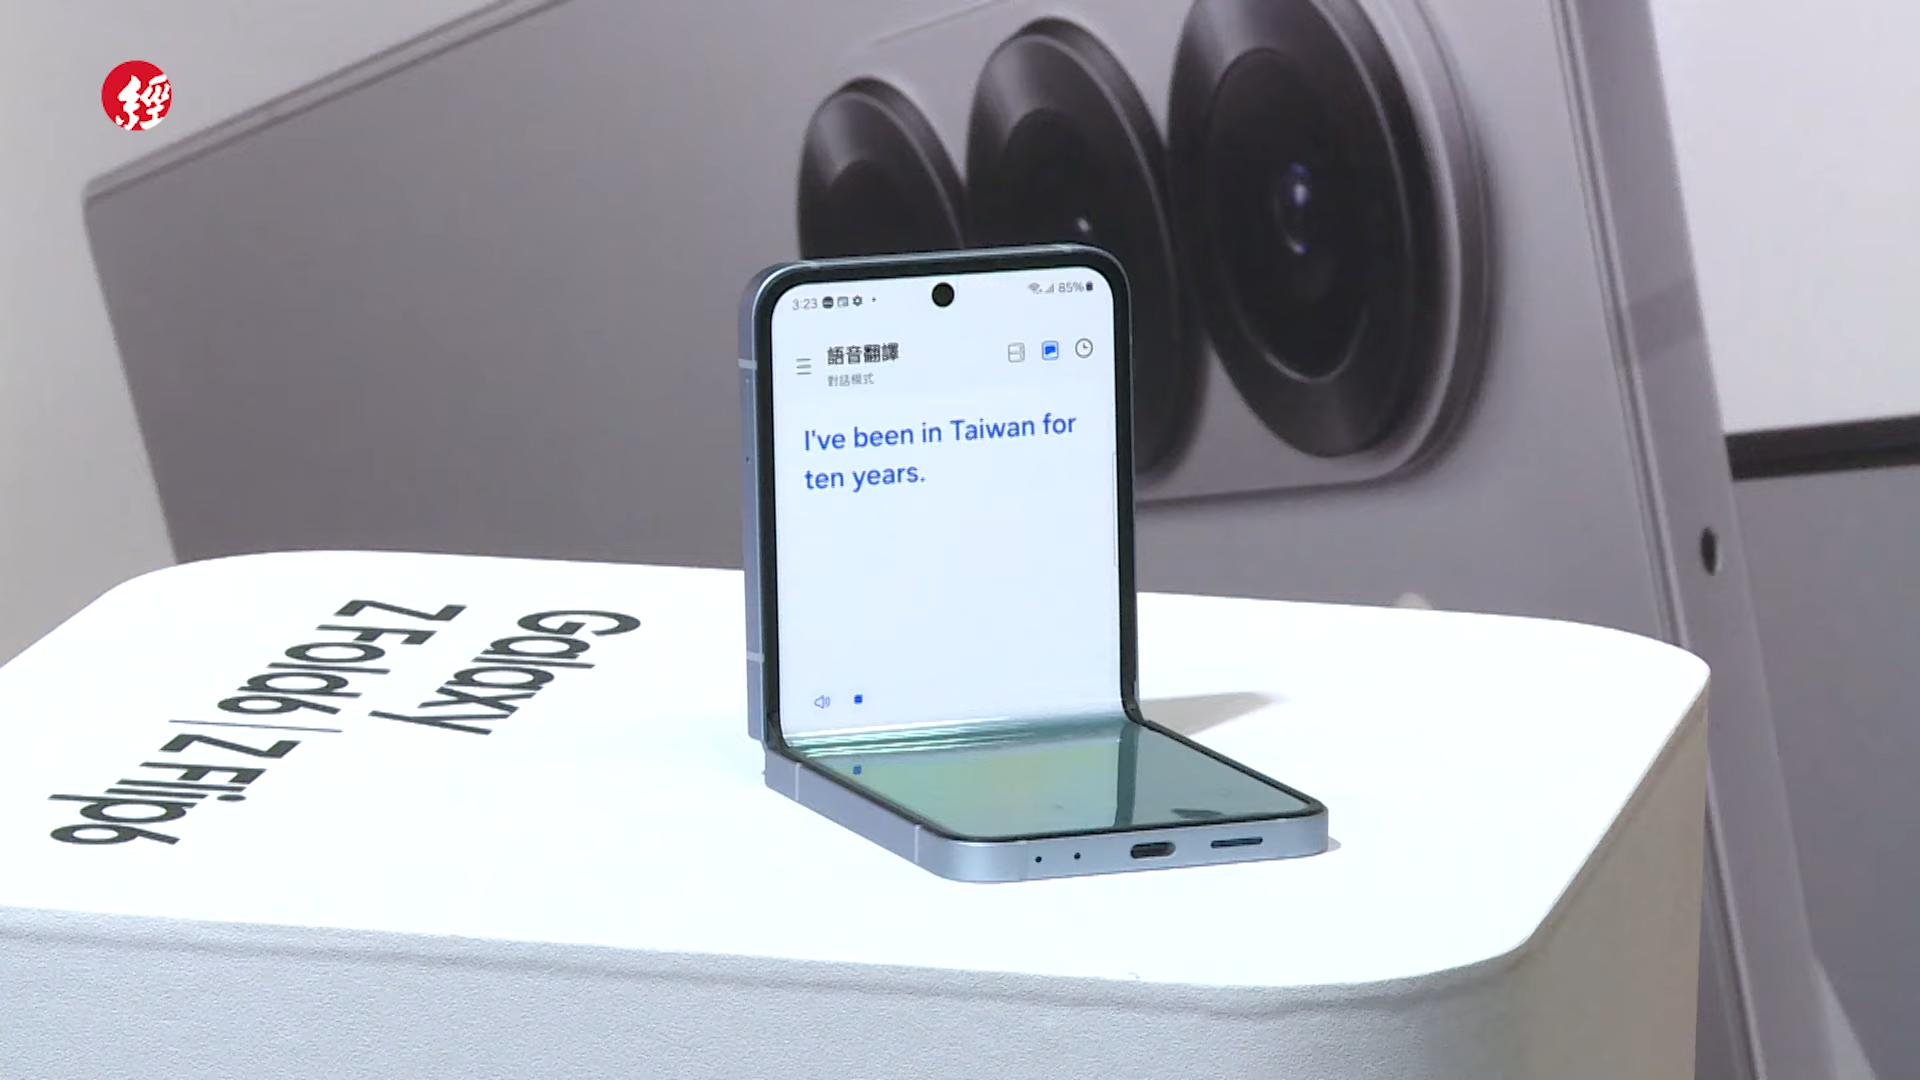 經
3:23
85%
語音翻譯
對話模式
I've been in Taiwan for
ten years.
Galaxy
Z Fold6 | Z Flip6